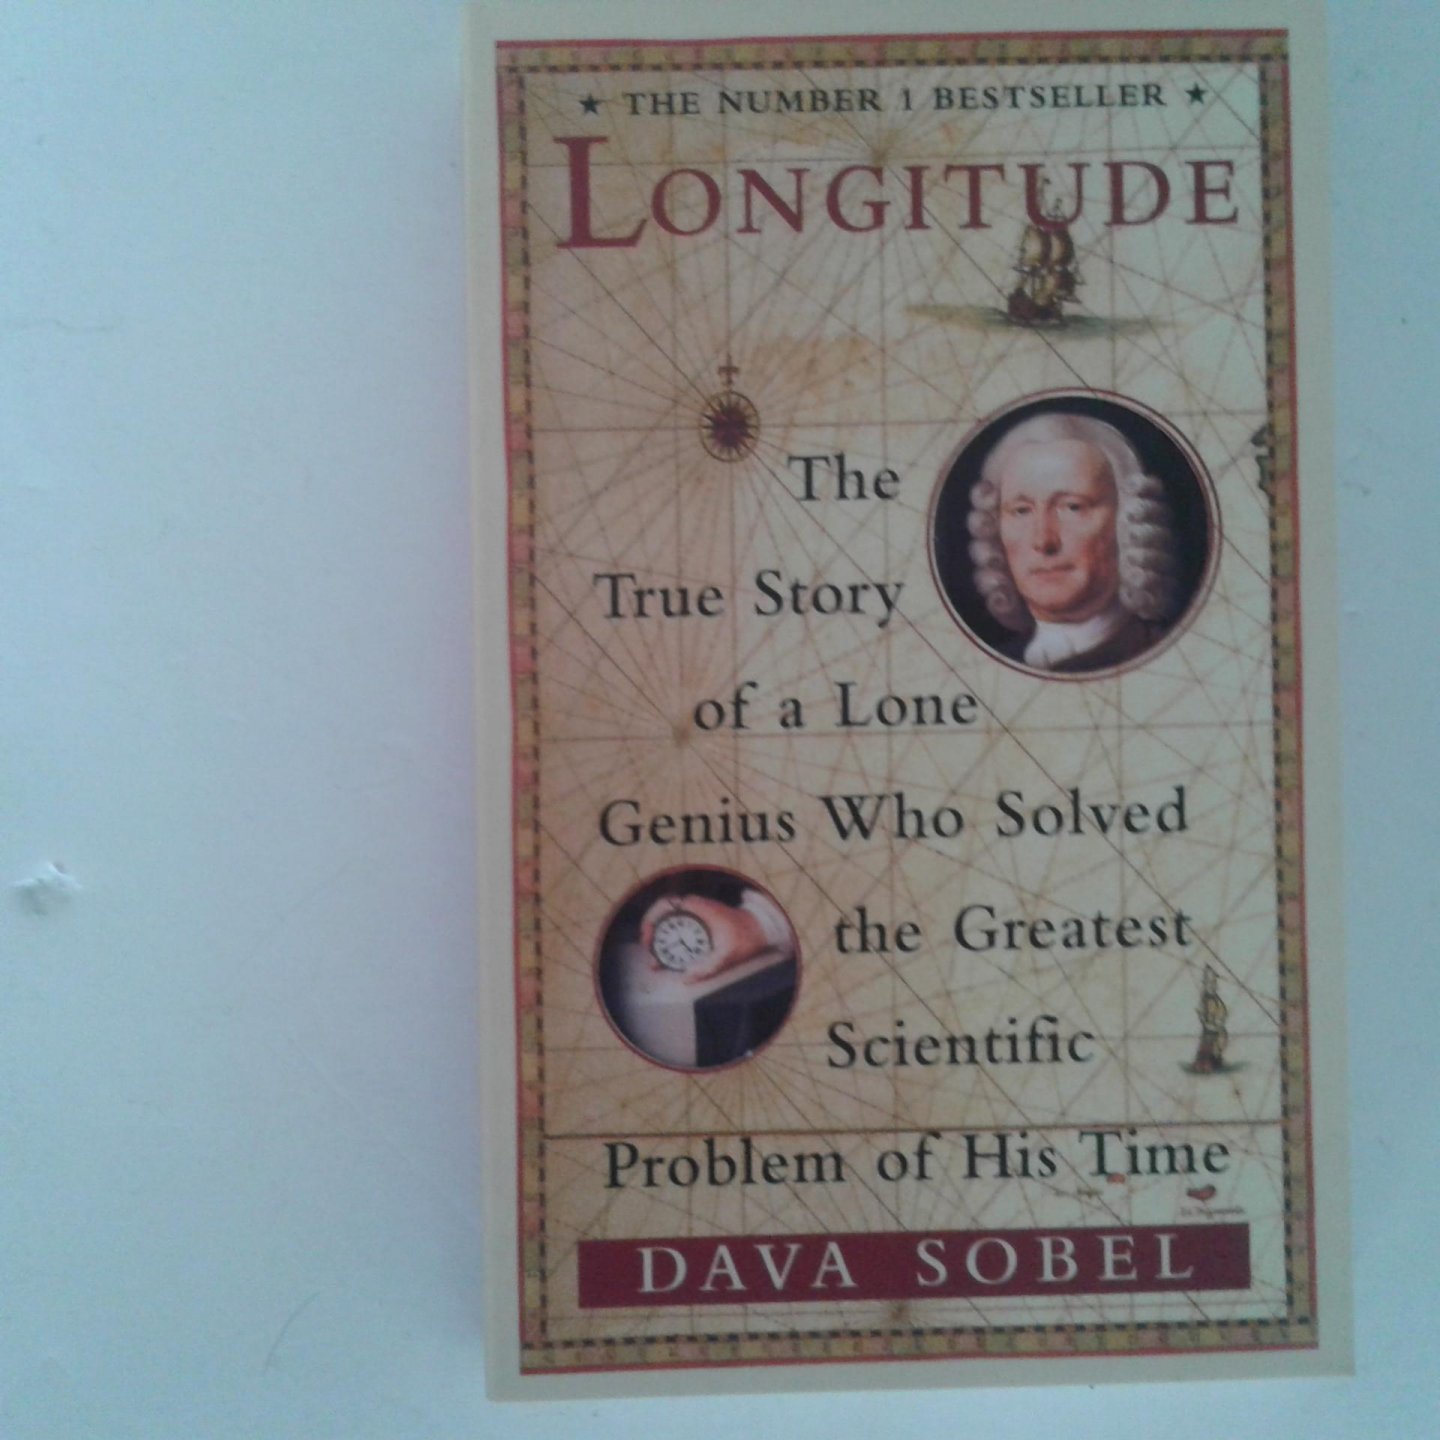 ★ THE NUMBER 1 BESTSELLER ★
LONGITUDE
The
True Story
of a Lone
Genius Who Solved
the Greatest
Scientific
Problem of His Time
DAVA SOBEL